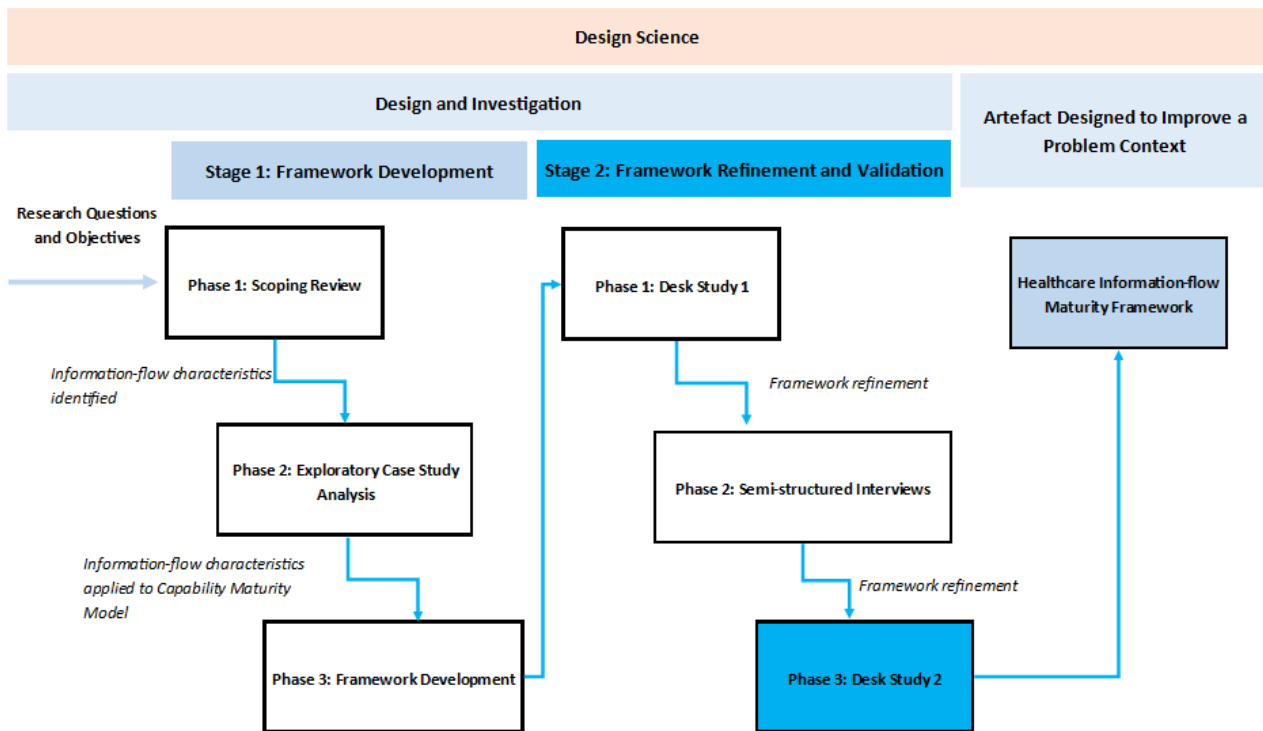 Design Science
Design and Investigation
Artefact Designed to Improve a
Problem Context
Stage 1: Framework Development
Stage 2: Framework Refinement and Validation
Research Questions
and Objectives
Phase 1: Scoping Review
Phase 1: Desk Study 1
Healthcare Information-flow
Maturity Framework
Information-flow characteristics
identified
Framework refinement
Phase 2: Exploratory Case Study
Analysis
Phase 2: Semi-structured Interviews
Information-flow characteristics
applied to Capability Maturity
Model
Framework refinement
Phase 3: Framework Development
Phase 3: Desk Study 2